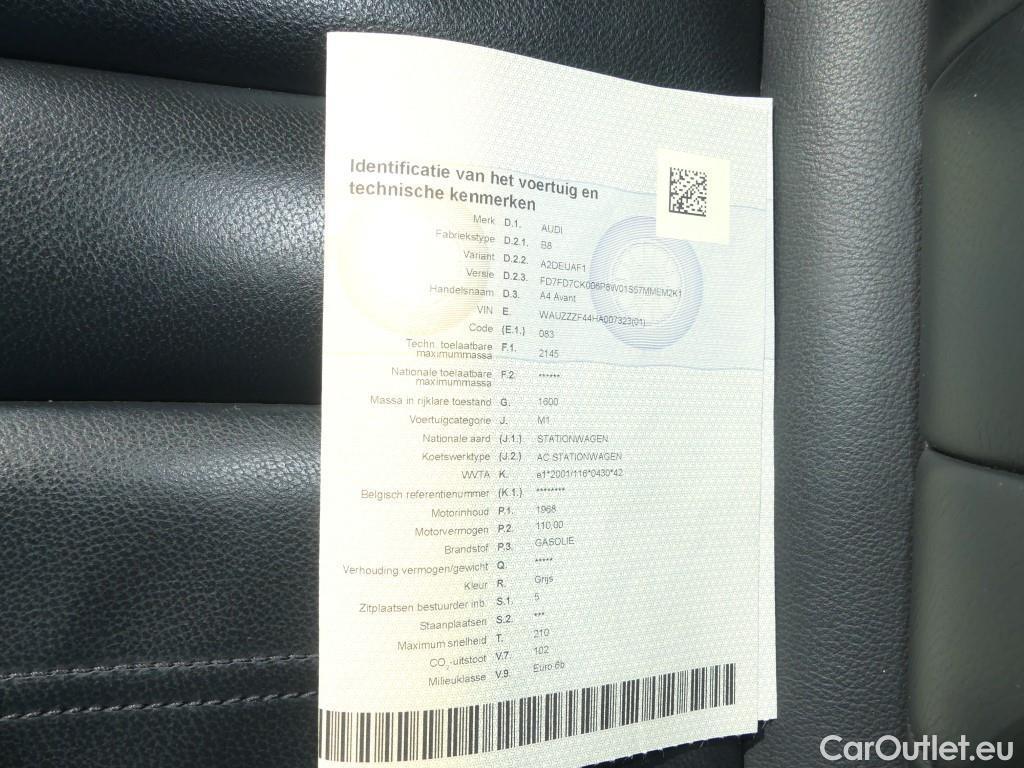 Identificatie van het voertuig en
technische kenmerken
Merk D.1. AUDI
Fabriekstype D.2.1. B8
Variant D.2.2. A2DEUAF1
Versie D.2.3. FD7FD7CK006P8W01S57MMEM2K1
Handelsnaam D.3. A4 Avant
VIN E. WAUZZZF44HA007323(01)
Code (E.1.) 083
Techn. toelaatbare
maximummassa F.1. 2145
Nationale toelaatbare
maximummassa F.2. ******
Massa in rijklare toestand G. 1600
Voertuigcategorie J. M1
Nationale aard (J.1.) STATIONWAGEN
Koetswerktype (J.2.) AC STATIONWAGEN
WVTA K. e1*2001/116*0430*42
Belgisch referentienummer (K.1.) ********
Motorinhoud P.1. 1968
Motorvermogen P.2. 110,00
Brandstof P.3. GASOLIE
Verhouding vermogen/gewicht Q. *****
Kleur R. Grijs
Zitplaatsen bestuurder inb. S.1. 5
Staanplaatsen S.2. ***
Maximum snelheid T. 210
CO2-uitstoot V.7. 102
Milieuklasse V.9. Euro 6b
CarOutlet.eu